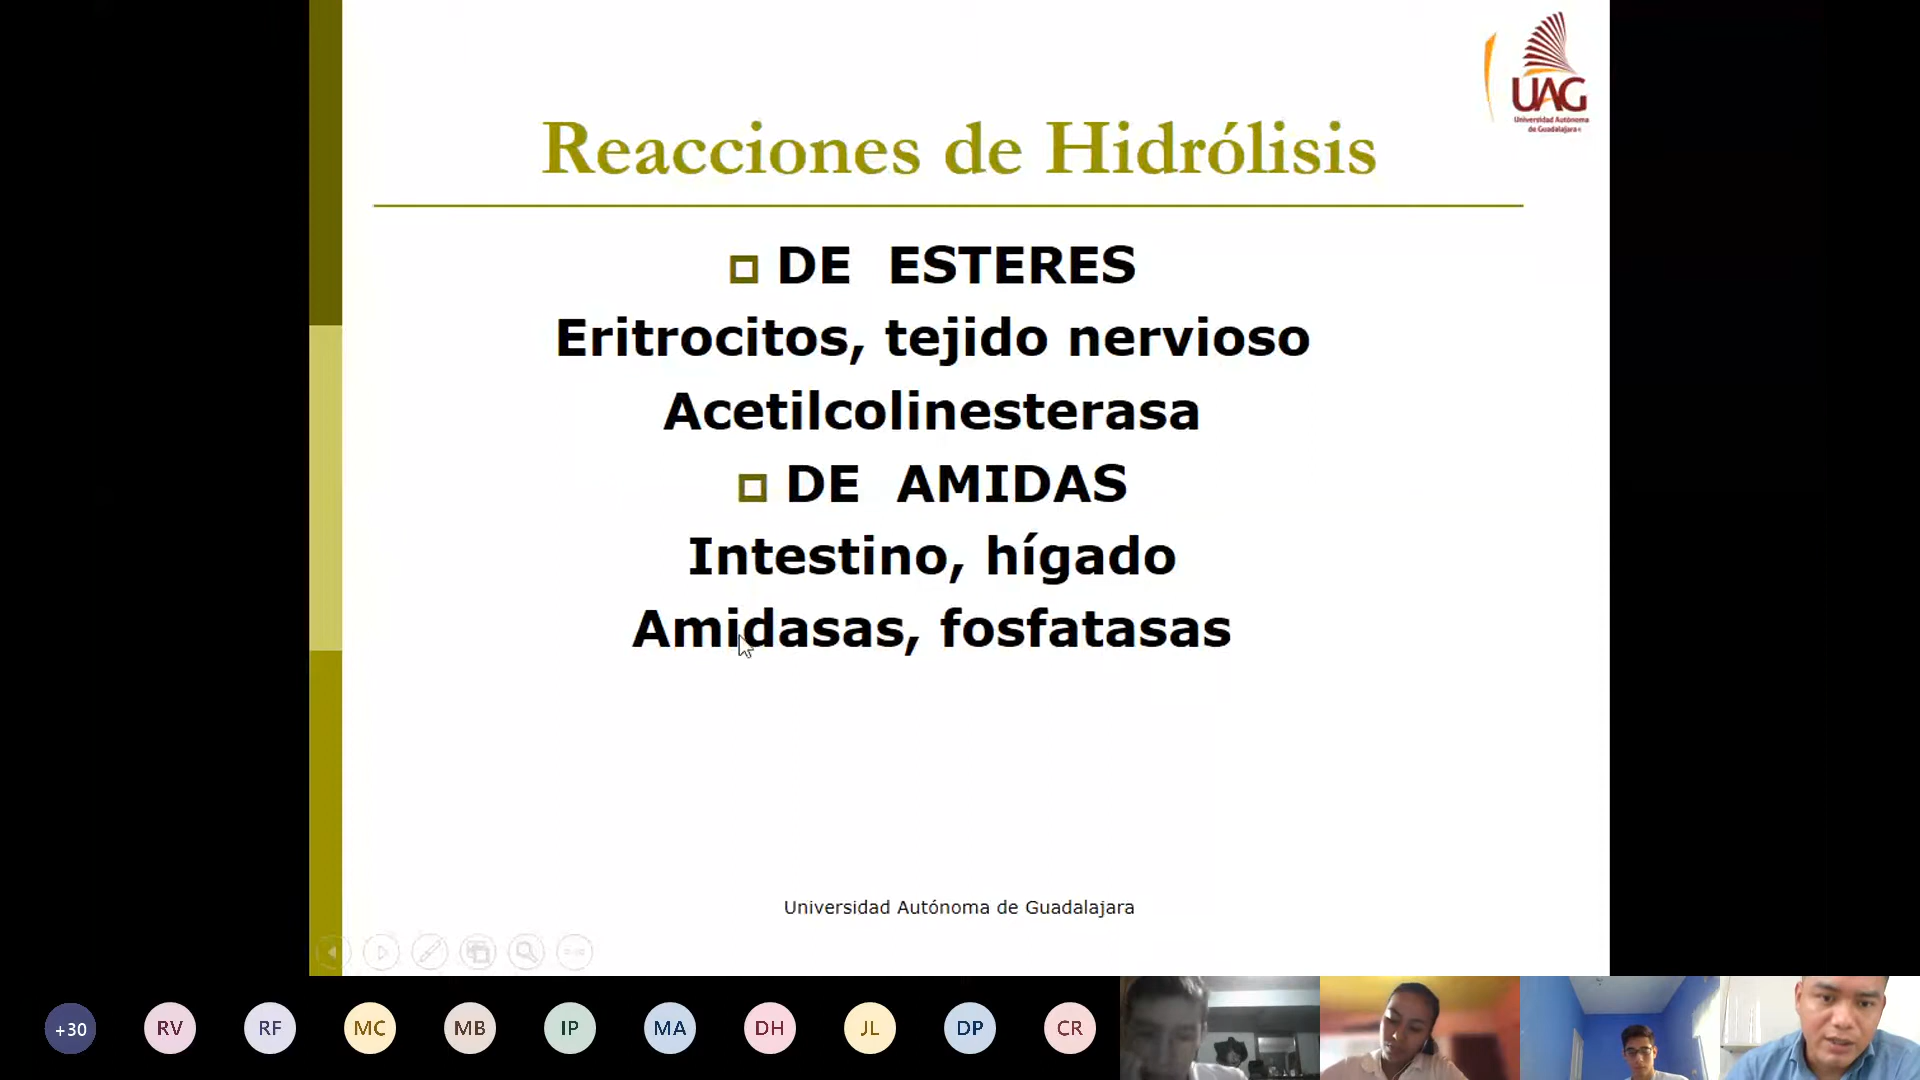 UAG
Universidad Autónoma
de Guadalajara
Reacciones de Hidrólisis
DE ESTERES
Eritrocitos, tejido nervioso
Acetilcolinesterasa
DE AMIDAS
Intestino, hígado
Amidasas, fosfatasas
Universidad Autónoma de Guadalajara
+30 RV RF MC MB IP MA DH JL DP CR